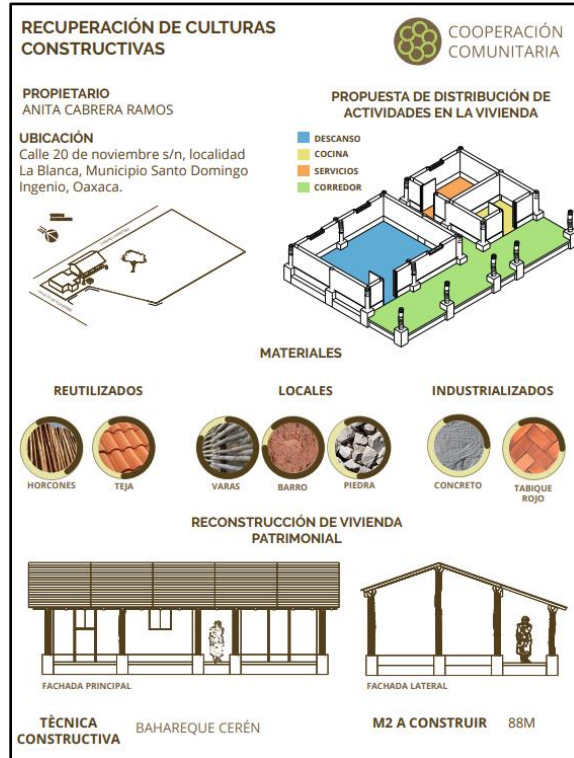 RECUPERACIÓN DE CULTURAS
CONSTRUCTIVAS
COOPERACIÓN
COMUNITARIA
PROPIETARIO
ANITA CABRERA RAMOS
UBICACIÓN
Calle 20 de noviembre s/n, localidad
La Blanca, Municipio Santo Domingo
Ingenio, Oaxaca.
PROPUESTA DE DISTRIBUCIÓN DE
ACTIVIDADES EN LA VIVIENDA
DESCANSO
COCINA
SERVICIOS
CORREDOR
MATERIALES
REUTILIZADOS
LOCALES
INDUSTRIALIZADOS
HORCONES
TEJA
VARAS
BARRO
PIEDRA
CONCRETO
TABIQUE
ROJO
RECONSTRUCCIÓN DE VIVIENDA
PATRIMONIAL
FACHADA PRINCIPAL
FACHADA LATERAL
TÈCNICA
CONSTRUCTIVA
BAHAREQUE CERÉN
M2 A CONSTRUIR
88M